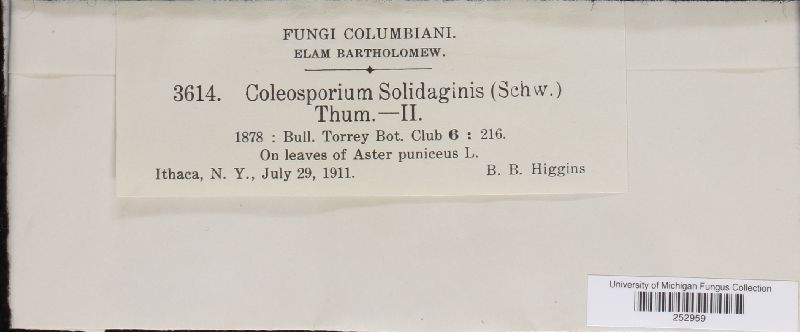 FUNGI COLUMBIANI.
ELAM BARTHOLOMEW.
3614. Coleosporium Solidaginis (Schw.)
Thum.—II.
1878 : Bull. Torrey Bot. Club 6 : 216.
On leaves of Aster puniceus L.
Ithaca, N. Y., July 29, 1911. B. B. Higgins
University of Michigan Fungus Collection
252959